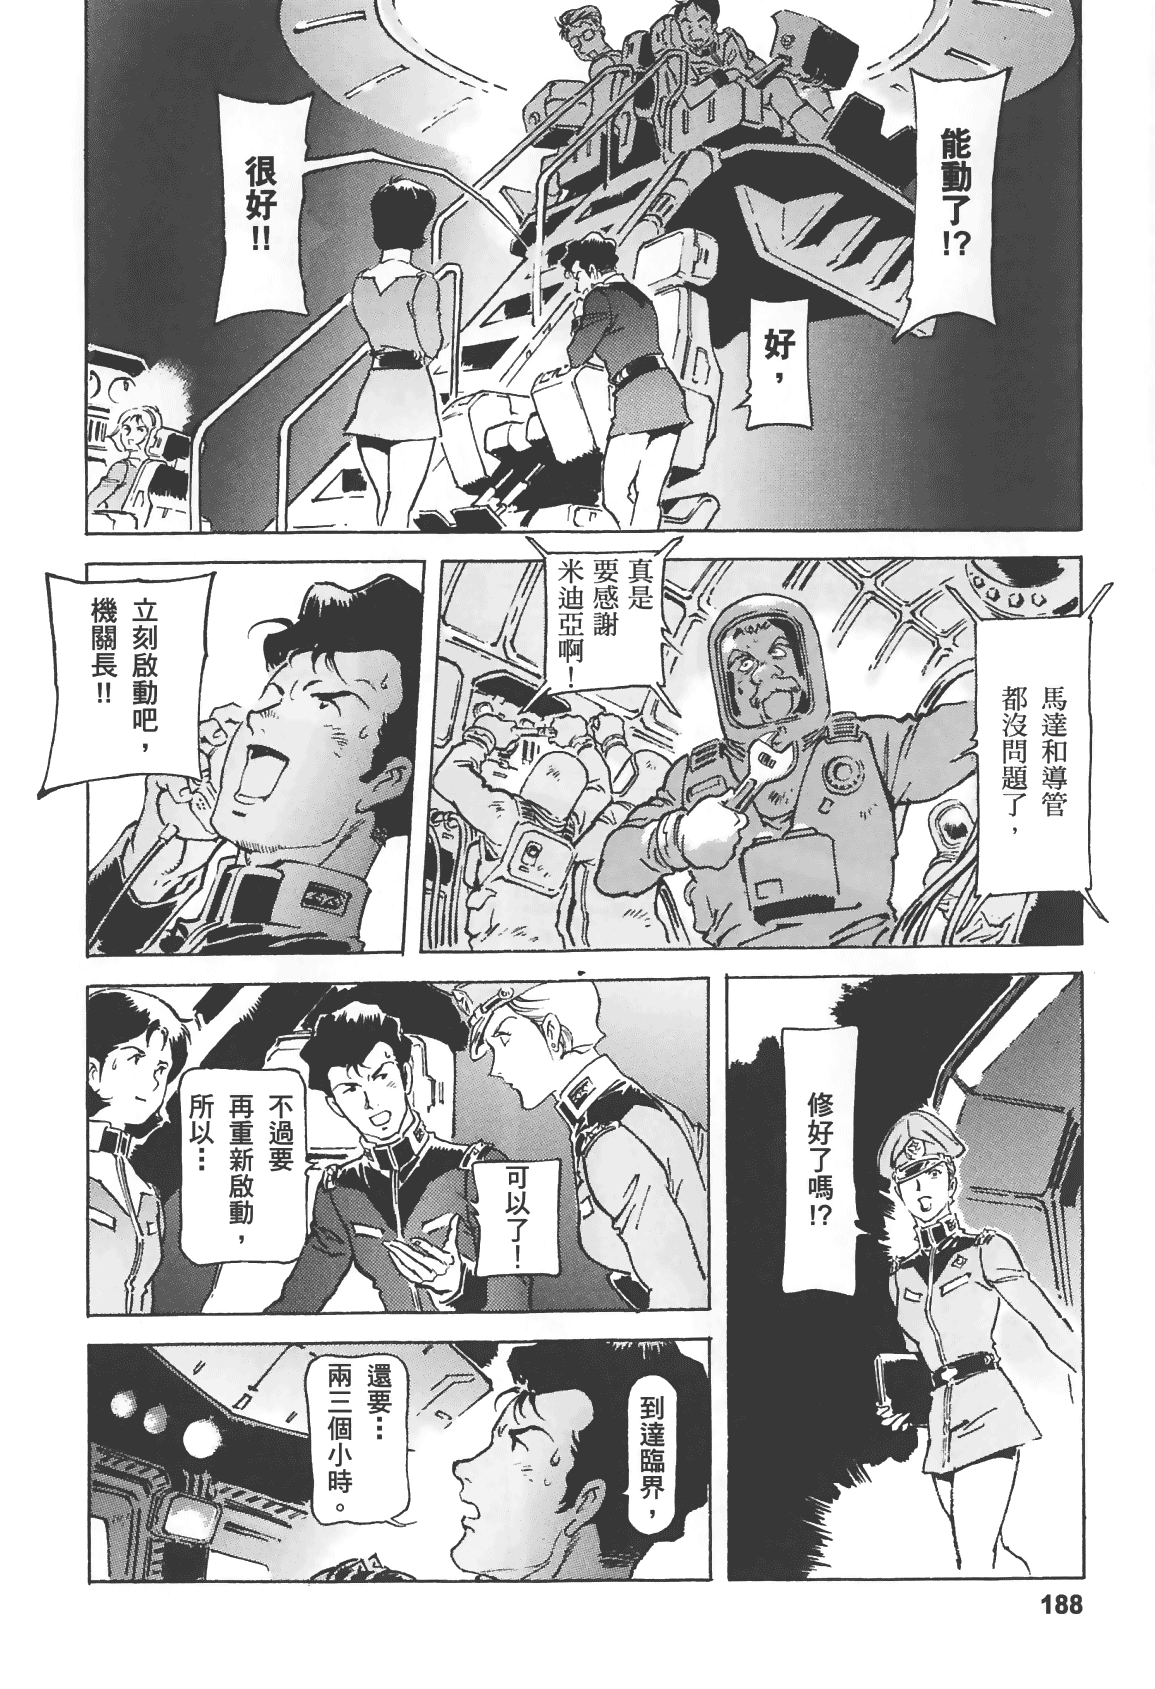 能動了!?
好，
很好!!
馬達和導管
都沒問題了，
真是
要感謝
米迪亞啊！
立刻啟動吧，
機關長!!
修好了嗎!?
可以了！
不過要
再重新啟動，
所以…
到達臨界，
還要…
兩三個小時。
188